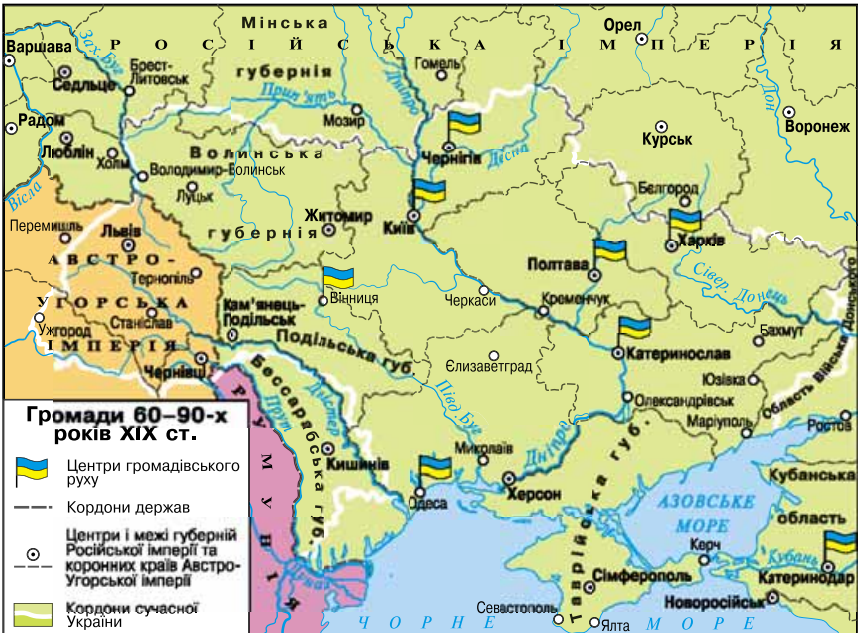 Мінська
РОСІЙСЬКА ІМПЕРІЯ
Орел
Варшава
Зах. Буг
Брест-
Литовськ
Седльце
губернія
Гомель
Дніпро
Дон
Прип'ять
Мозир
Радом
Люблін
Холм
Волинська
Чернігів
Десна
Курськ
Воронеж
Володимир-Волинськ
Луцьк
Вісла
Бєлгород
Перемишль
Львів
Житомир
губернія
Київ
Харків
АВСТРО-
Тернопіль
Полтава
Сівер. Донець
УГОРСЬКА
Кам'янець-
Подільськ
Вінниця
Черкаси
Кременчук
Ужгород
Станіслав
ІМПЕРІЯ
Чернівці
Подільська губ.
Єлизаветград
Катеринослав
Бахмут
Юзівка
Область Війська Донського
Бессарабська губ.
Прут
Дністер
Півд. Буг
Олександрівськ
Маріуполь
Ростов
РУМУНІЯ
Кишинів
Миколаїв
Дніпро
Херсон
Одеса
Таврійська губ.
АЗОВСЬКЕ
МОРЕ
Кубанська
область
Керч
Кубань
Катеринодар
Дунай
Сімферополь
Новоросійськ
Севастополь
Ялта
ЧОРНЕ МОРЕ
Громади 60–90-х
років XIX ст.
Центри громадівського
руху
Кордони держав
Центри і межі губерній
Російської імперії та
коронних країв Австро-
Угорської імперії
Кордони сучасної
України